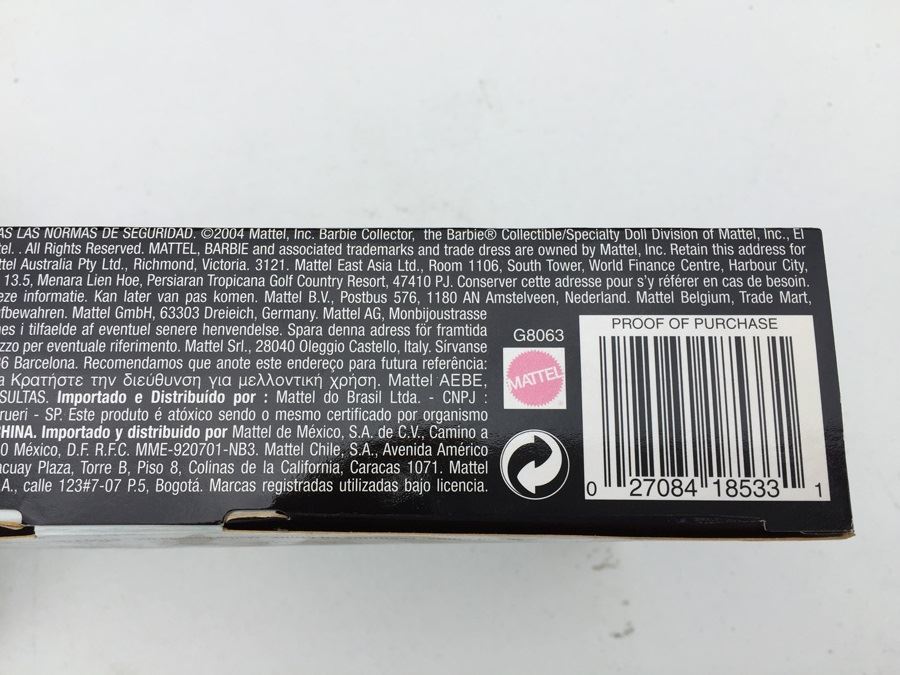 AS LAS NORMAS DE SEGURIDAD. ©2004 Mattel, Inc. Barbie Collector, the Barbie® Collectible/Specialty Doll Division of Mattel, Inc., El
tel. . All Rights Reserved. MATTEL, BARBIE and associated trademarks and trade dress are owned by Mattel, Inc. Retain this address for
ttel Australia Pty Ltd., Richmond, Victoria. 3121. Mattel East Asia Ltd., Room 1106, South Tower, World Finance Centre, Harbour City,
13.5, Menara Lien Hoe, Persiaran Tropicana Golf Country Resort, 47410 PJ. Conserver cette adresse pour s'y référer en cas de besoin.
eze informatie. Kan later van pas komen. Mattel B.V., Postbus 576, 1180 AN Amstelveen, Nederland. Mattel Belgium, Trade Mart,
ufbewahren. Mattel GmbH, 63303 Dreieich, Germany. Mattel AG, Monbijoustrasse
nes i tilfaelde af eventuel senere henvendelse. Spara denna adress för framtida
zzo per eventuale riferimento. Mattel Srl., 28040 Oleggio Castello, Italy. Sírvanse
36 Barcelona. Recomendamos que anote este endereço para futura referência:
α Κρατήστε την διεύθυνση για μελλοντική χρήση. Mattel AEBE,
SULTAS. Importado e Distribuído por : Mattel do Brasil Ltda. - CNPJ :
rueri - SP. Este produto é atóxico sendo o mesmo certificado por organismo
HINA. Importado y distribuido por Mattel de México, S.A. de C.V., Camino a
0 México, D.F. R.F.C. MME-920701-NB3. Mattel Chile, S.A., Avenida Américo
acuay Plaza, Torre B, Piso 8, Colinas de la California, Caracas 1071. Mattel
A., calle 123#7-07 P.5, Bogotá. Marcas registradas utilizadas bajo licencia.
G8063
MATTEL
PROOF OF PURCHASE
0 27084 18533 1